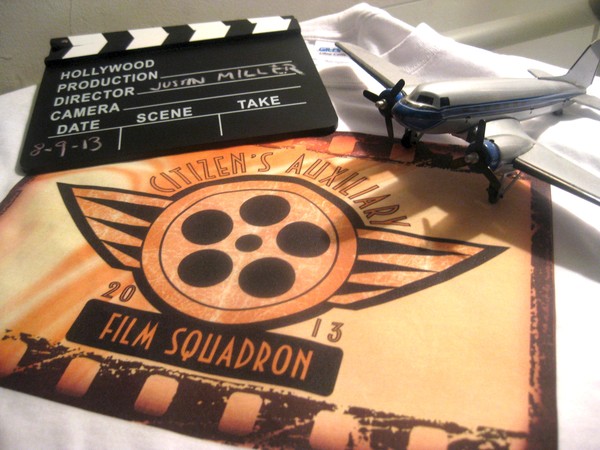 HOLLYWOOD
PRODUCTION
DIRECTOR JUSTIN MILLER
CAMERA
DATE SCENE TAKE
8-9-13
CITIZEN'S AUXILIARY
20 13
FILM SQUADRON